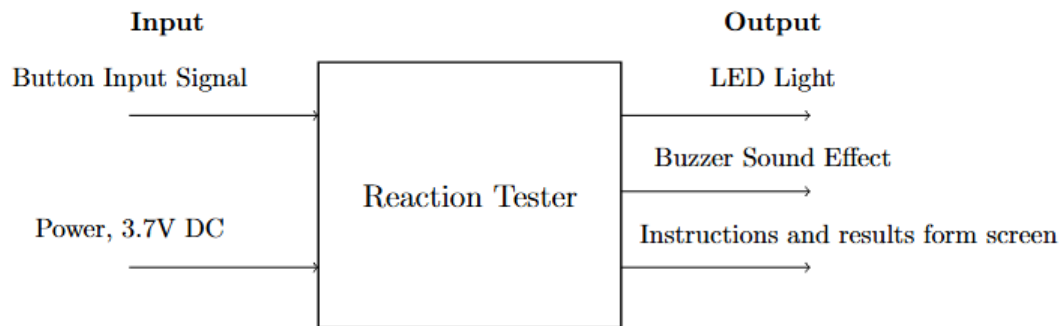 Input
Output
Button Input Signal
LED Light
Buzzer Sound Effect
Reaction Tester
Power, 3.7V DC
Instructions and results form screen